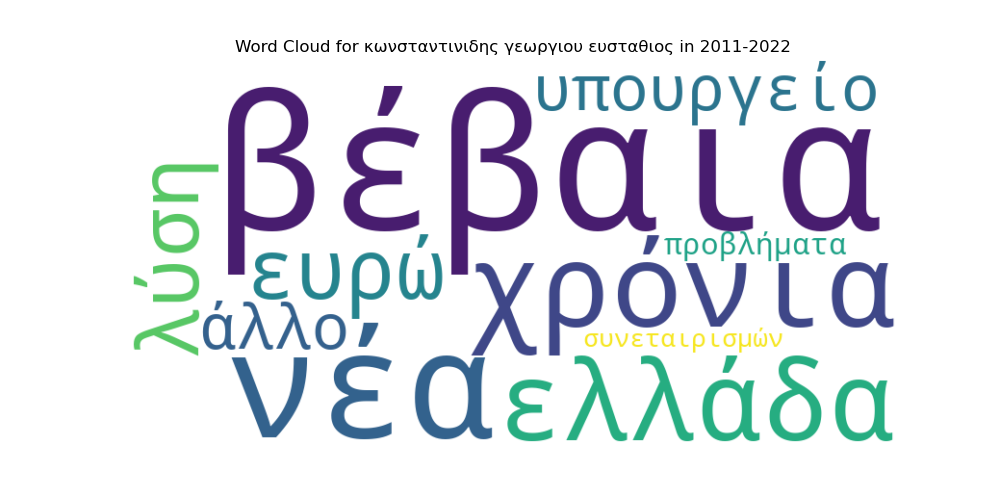 Word Cloud for κωνσταντινιδης γεωργιου ευσταθιος in 2011-2022
υπουργείο
βέβαια
λύση
προβλήματα
ευρώ
χρόνια
άλλο
συνεταιρισμών
νέα
ελλάδα